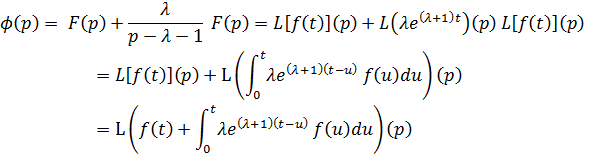 ϕ(p) = F(p) + λ/(p − λ − 1) F(p) = L[f(t)](p) + L(λe^{(λ+1)t})(p) L[f(t)](p)
= L[f(t)](p) + L(∫_0^t λe^{(λ+1)(t−u)} f(u)du)(p)
= L(f(t) + ∫_0^t λe^{(λ+1)(t−u)} f(u)du)(p)